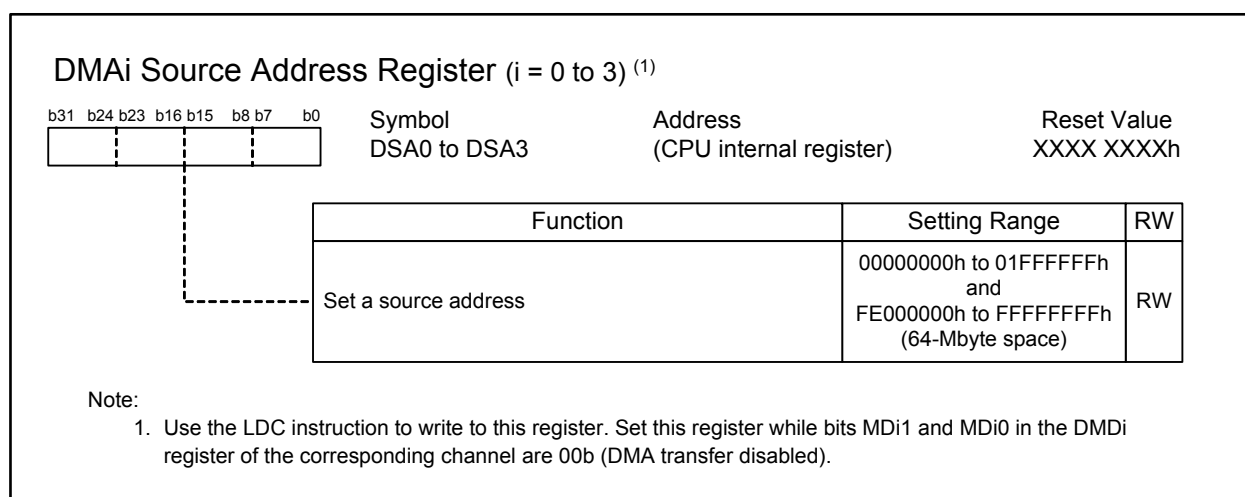 DMAi Source Address Register (i = 0 to 3) (1)
b31 b24 b23 b16 b15 b8 b7 b0
Symbol Address Reset Value
DSA0 to DSA3 (CPU internal register) XXXX XXXXh
Function Setting Range RW
Set a source address
00000000h to 01FFFFFFh
and
FE000000h to FFFFFFFFh
(64-Mbyte space)
RW
Note:
1. Use the LDC instruction to write to this register. Set this register while bits MDi1 and MDi0 in the DMDi
register of the corresponding channel are 00b (DMA transfer disabled).